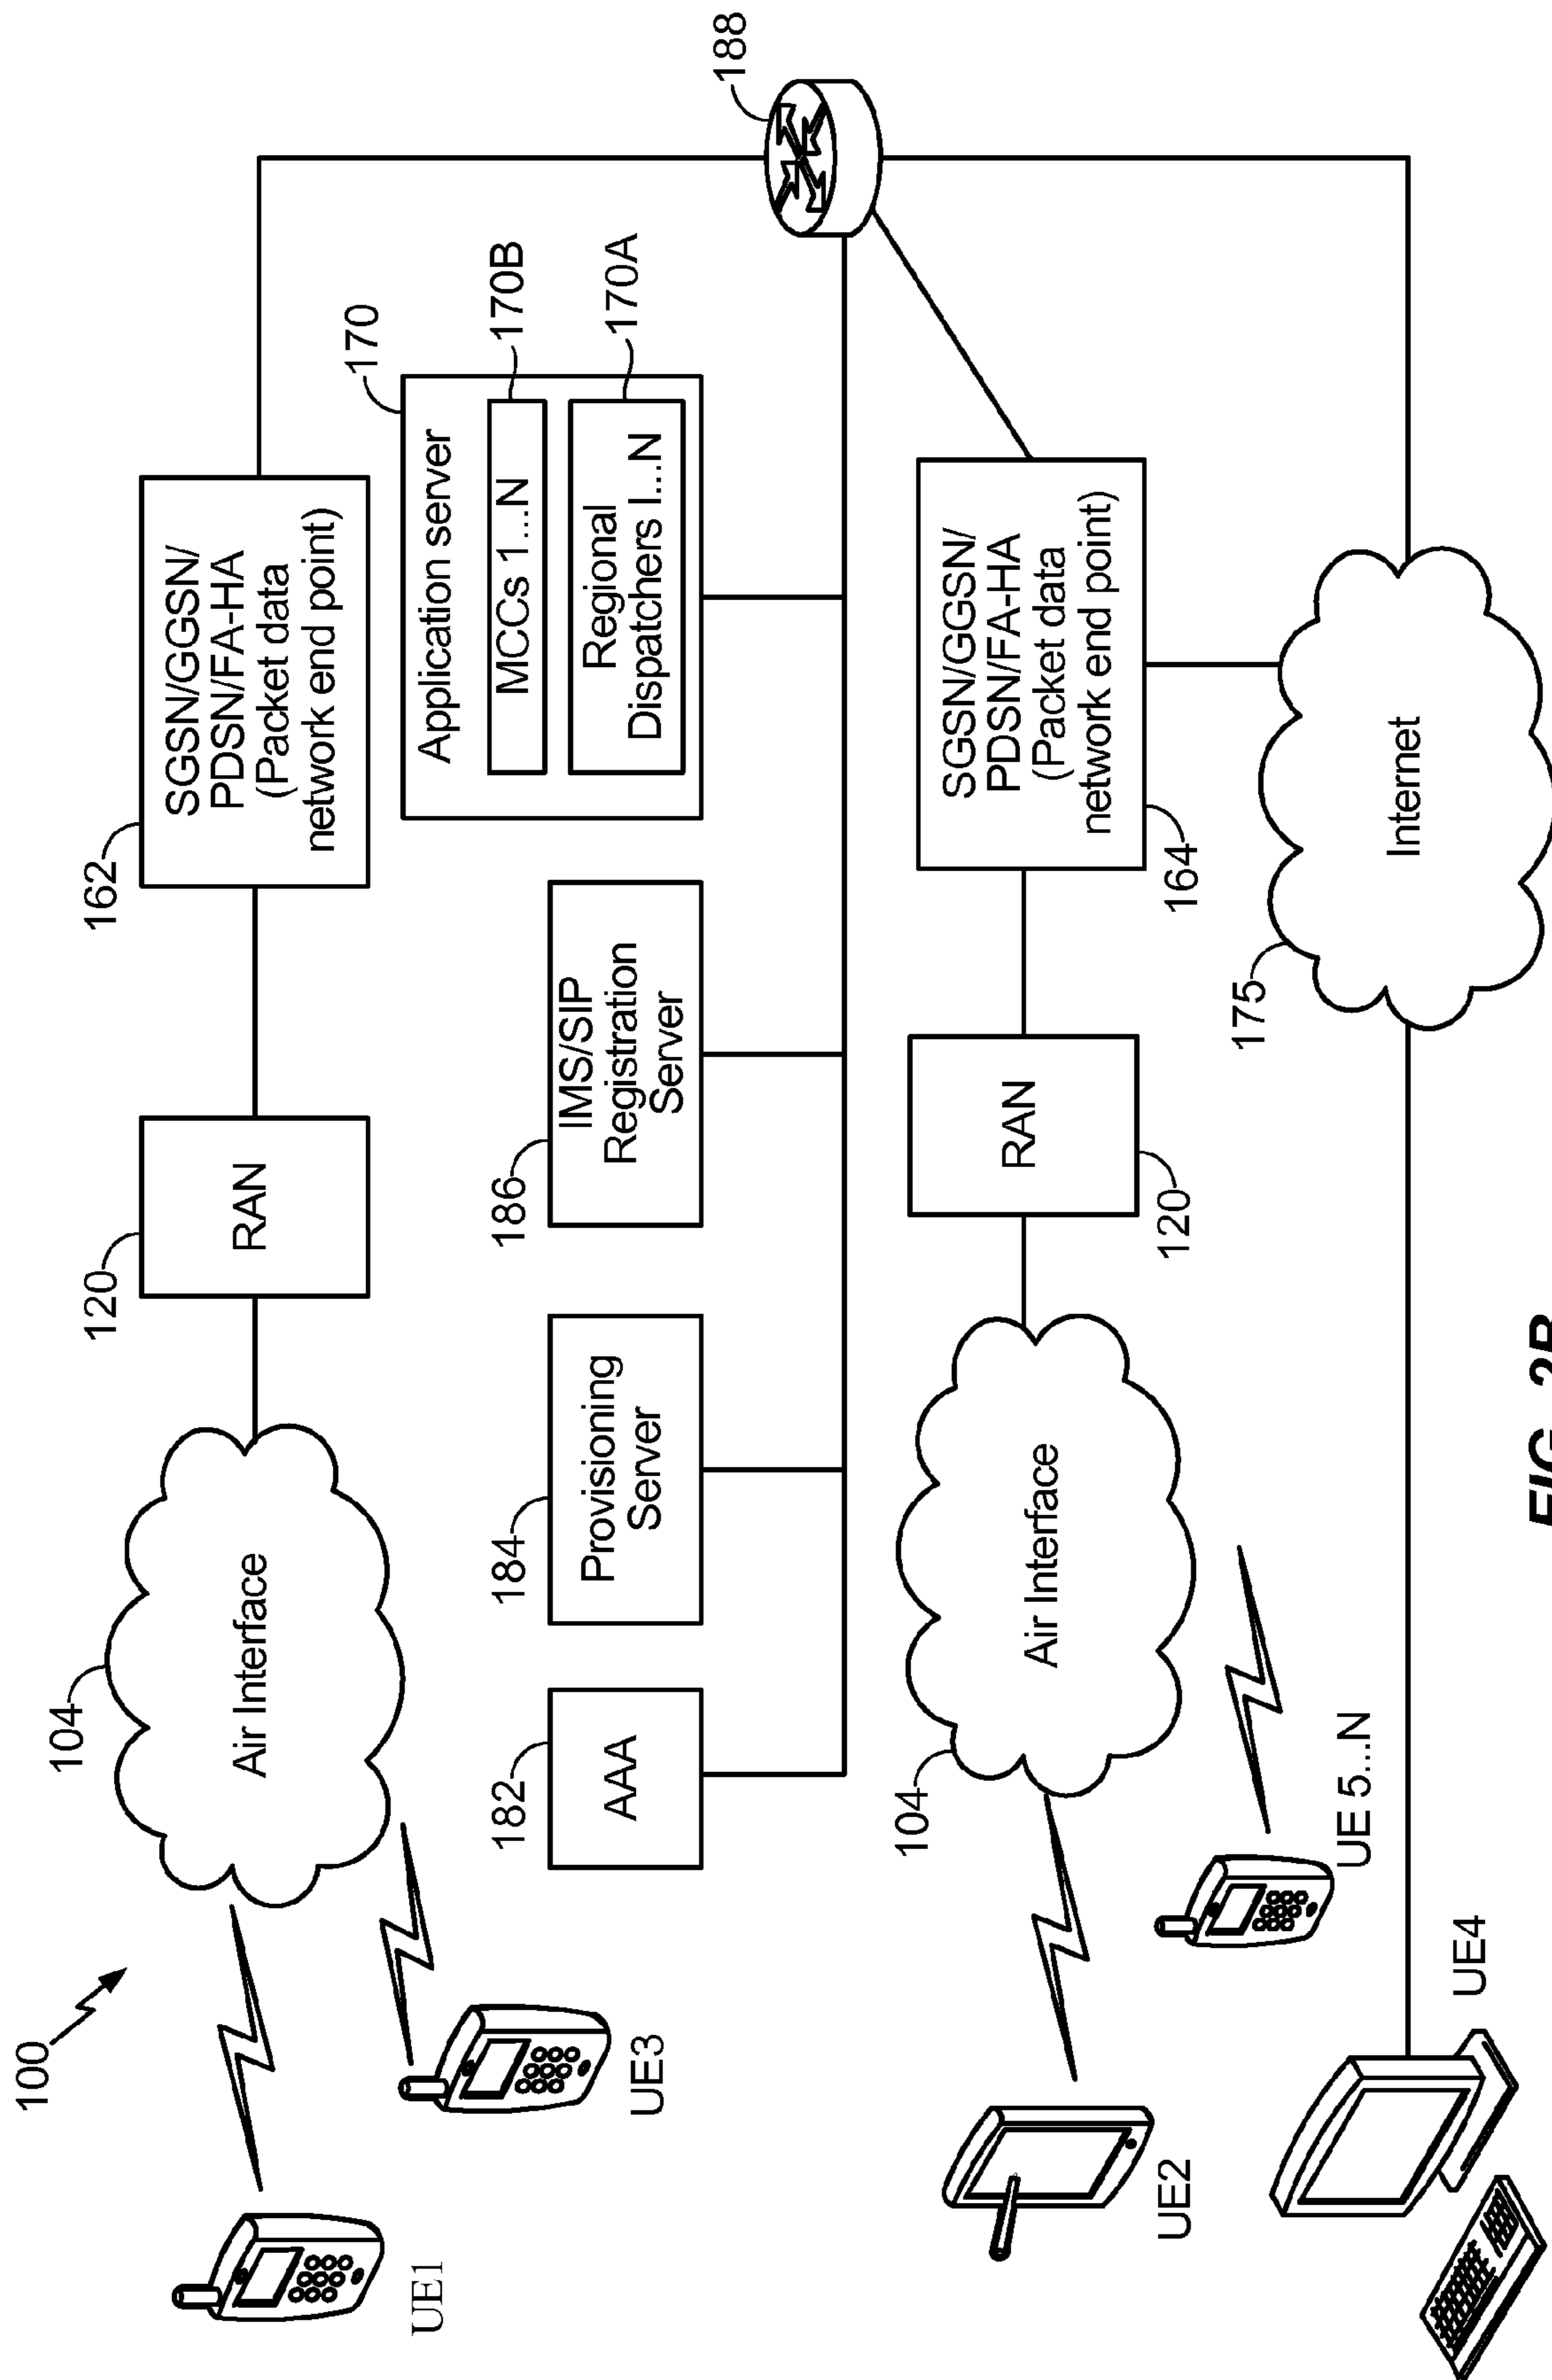 100
104
120
162
UE1
Air Interface
RAN
SGSN/GGSN/
PDSN/FA-HA
(Packet data
network end point)
UE3
182
184
186
170
AAA
Provisioning
Server
IMS/SIP
Registration
Server
Application server
MCCs 1...N
170B
Regional
Dispatchers I...N
170A
188
UE2
104
Air Interface
RAN
120
SGSN/GGSN/
PDSN/FA-HA
(Packet data
network end point)
164
UE 5...N
175
Internet
UE4
FIG. 2B